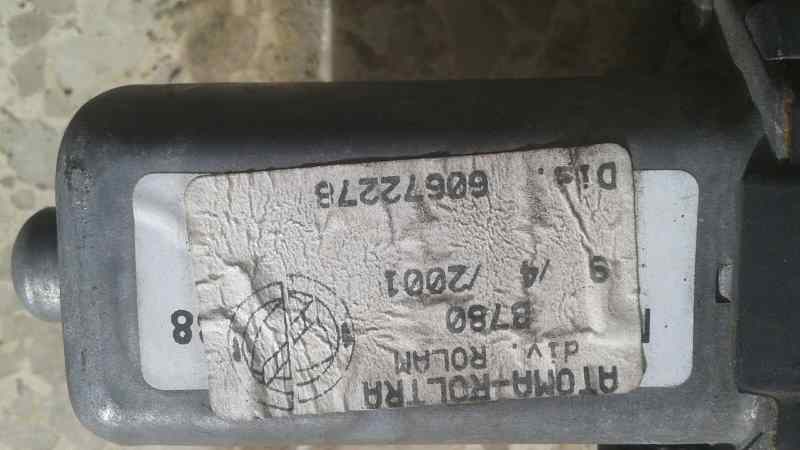 ATOMA-ROLTRA
div. ROLAM
8780
9 /4 /2001
Dis. 60672278